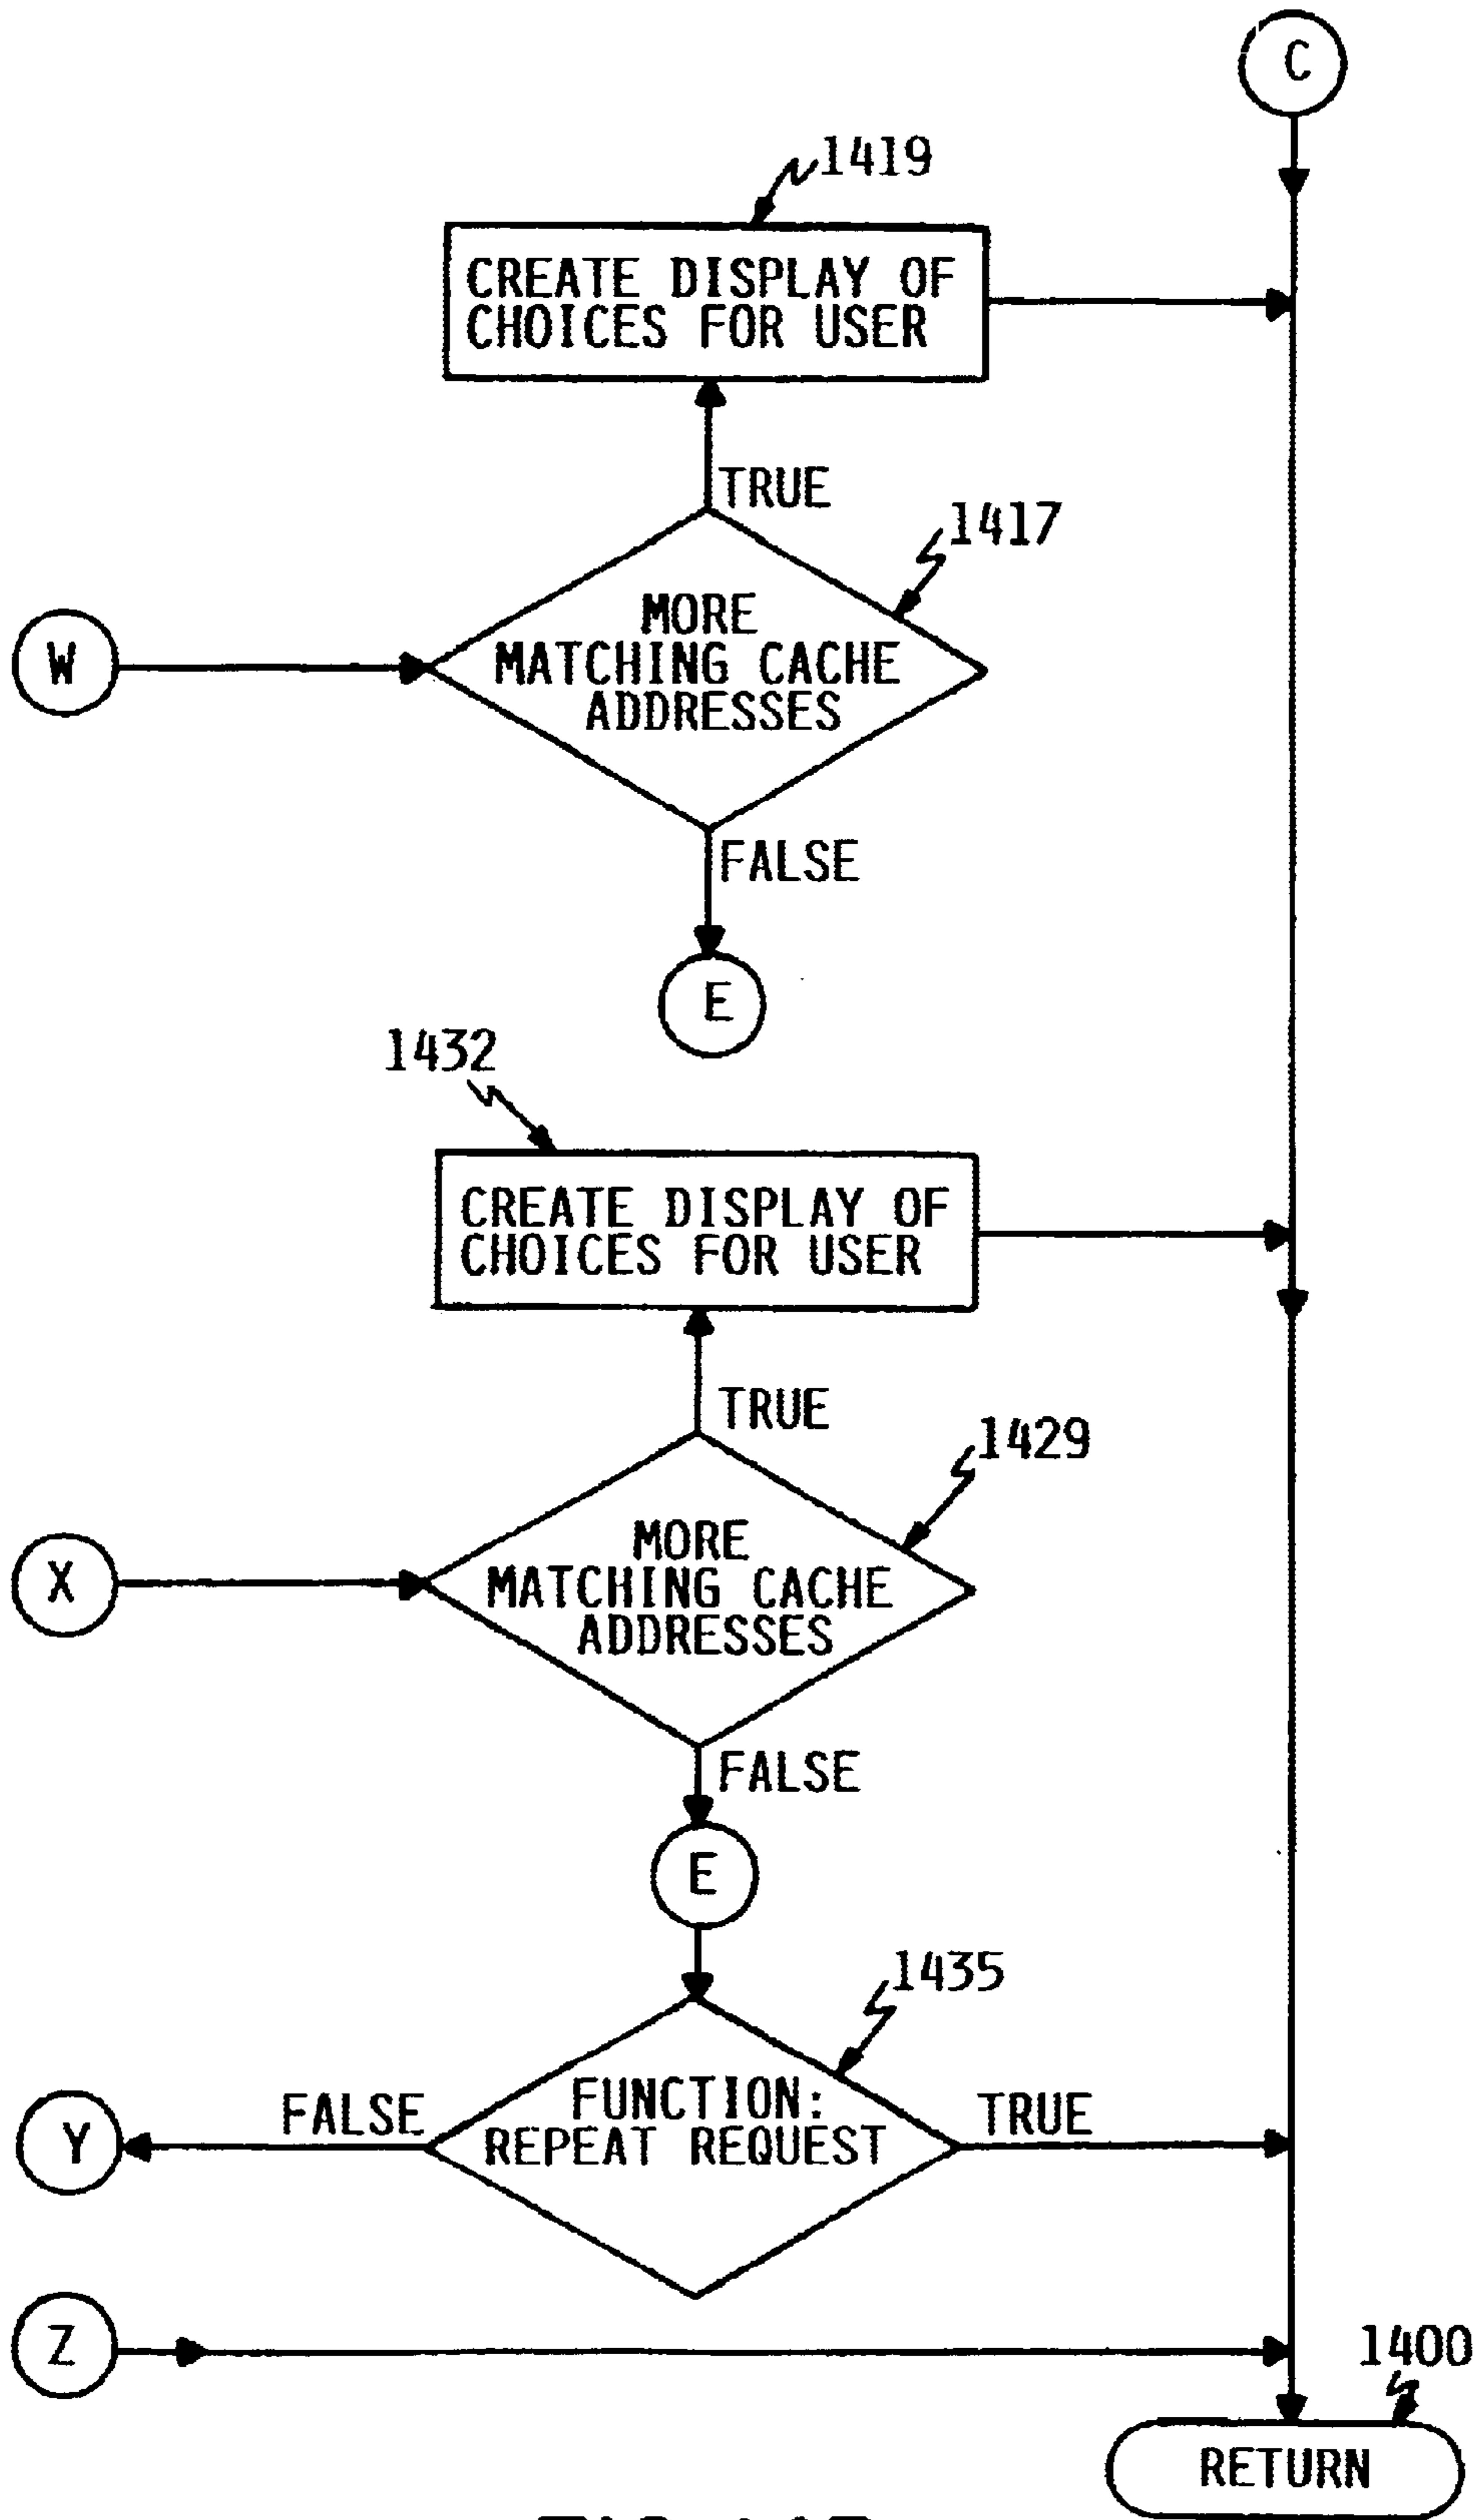 C
1419
CREATE DISPLAY OF
CHOICES FOR USER
TRUE
1417
MORE
MATCHING CACHE
ADDRESSES
W
FALSE
E
1432
CREATE DISPLAY OF
CHOICES FOR USER
TRUE
1429
MORE
MATCHING CACHE
ADDRESSES
X
FALSE
E
1435
FUNCTION:
REPEAT REQUEST
FALSE
TRUE
Y
Z
1400
RETURN